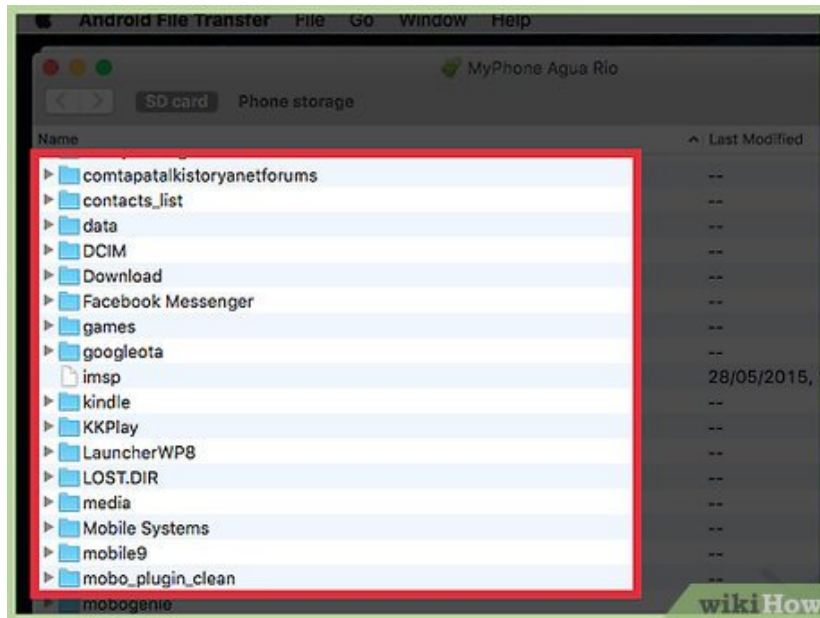 Android File Transfer File Go Window Help
MyPhone Agua Rio
SD card Phone storage
Name Last Modified
comtapatalkistoryanetforums --
contacts_list --
data --
DCIM --
Download --
Facebook Messenger --
games --
googleota --
imsp 28/05/2015,
kindle --
KKPlay --
LauncherWP8 --
LOST.DIR --
media --
Mobile Systems --
mobile9 --
mobo_plugin_clean --
mobogenie
wikiHow